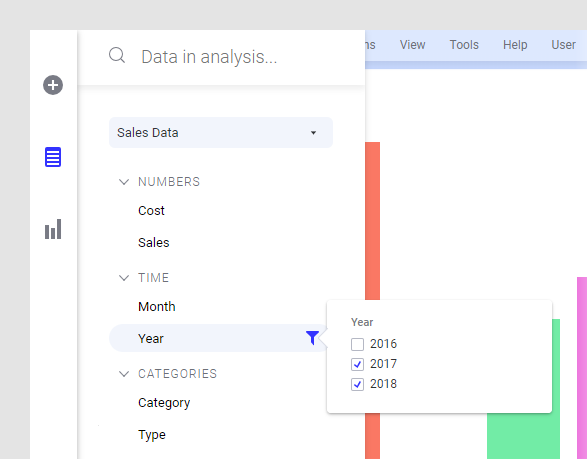 Data in analysis...
View Tools Help User
Sales Data
NUMBERS
Cost
Sales
TIME
Month
Year
CATEGORIES
Category
Type
Year
2016
2017
2018